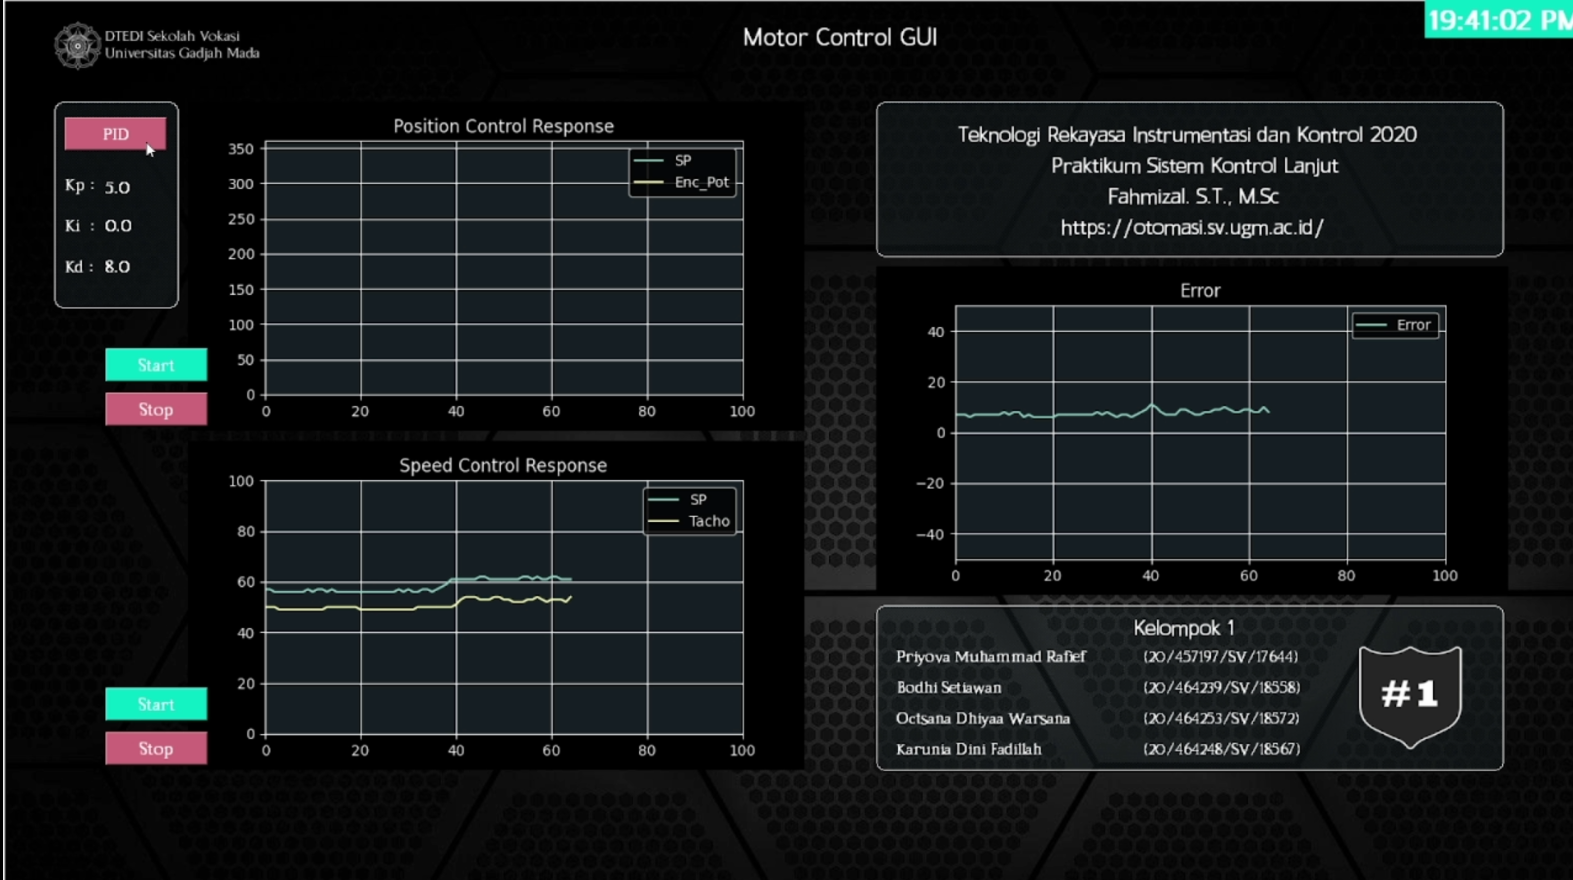 DTEDI Sekolah Vokasi
Universitas Gadjah Mada
Motor Control GUI
19:41:02 PM
PID
Kp : 5.0
Ki : 0.0
Kd : 8.0
Start
Stop
Position Control Response
SP
Enc_Pot
350
300
250
200
150
100
50
0
0 20 40 60 80 100
Speed Control Response
SP
Tacho
100
80
60
40
20
0
0 20 40 60 80 100
Start
Stop
Teknologi Rekayasa Instrumentasi dan Kontrol 2020
Praktikum Sistem Kontrol Lanjut
Fahmizal. S.T., M.Sc
https://otomasi.sv.ugm.ac.id/
Error
Error
40
20
0
−20
−40
0 20 40 60 80 100
Kelompok 1
Priyova Muhammad Rafief (20/457197/SV/17644)
Bodhi Setiawan (20/464239/SV/18558)
Octsana Dhiyaa Warsana (20/464253/SV/18572)
Karunia Dini Fadillah (20/464248/SV/18567)
#1